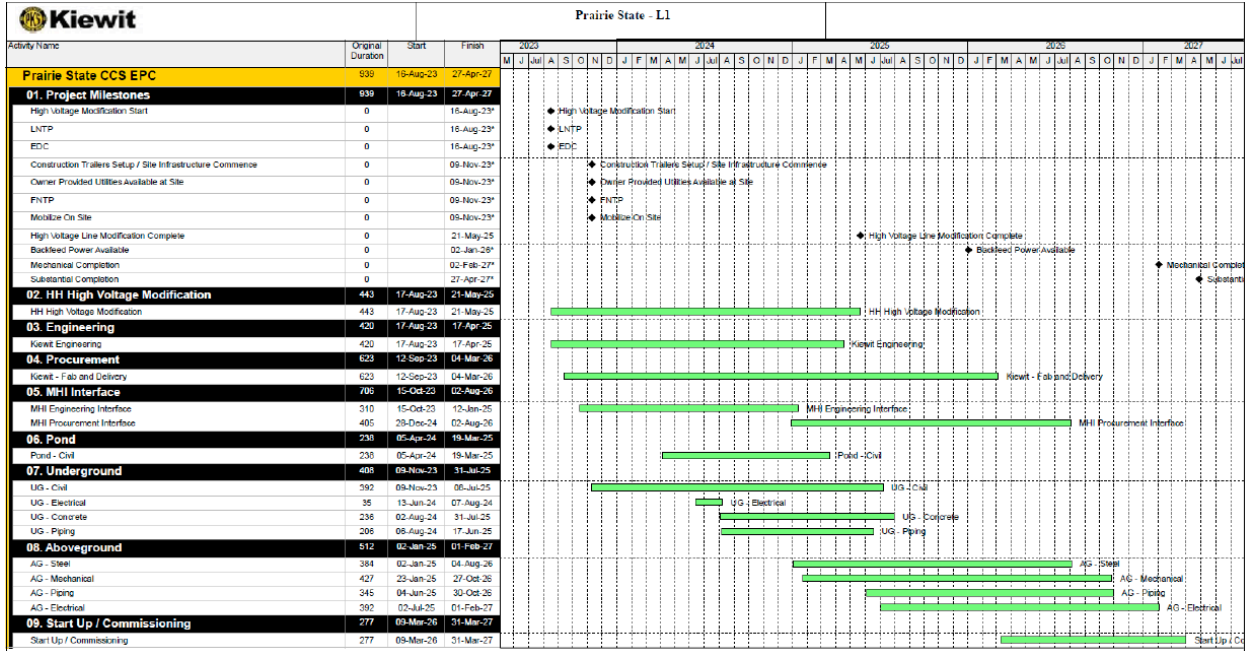 Kiewit
Prairie State - L1
Activity Name Original Duration Start Finish 2023 2024 2025 2026 2027
M J Jul A S O N D J F M A M J Jul A S O N D J F M A M J Jul A S O N D J F M A M J Jul A S O N D J F M A M J Jul
Prairie State CCS EPC 939 16-Aug-23 27-Apr-27
01. Project Milestones 939 16-Aug-23 27-Apr-27
High Voltage Modification Start 0 16-Aug-23* High Voltage Modification Start
LNTP 0 16-Aug-23* LNTP
EDC 0 16-Aug-23* EDC
Construction Trailers Setup / Site Infrastructure Commence 0 09-Nov-23* Construction Trailers Setup / Site Infrastructure Commence
Owner Provided Utilities Available at Site 0 09-Nov-23* Owner Provided Utilities Available at Site
FNTP 0 09-Nov-23* FNTP
Mobilize On Site 0 09-Nov-23* Mobilize On Site
High Voltage Line Modification Complete 0 21-May-25 High Voltage Line Modification Complete
Backfeed Power Available 0 02-Jan-26* Backfeed Power Available
Mechanical Completion 0 02-Feb-27* Mechanical Complet
Substantial Completion 0 27-Apr-27* Substanti
02. HH High Voltage Modification 443 17-Aug-23 21-May-25
HH High Voltage Modification 443 17-Aug-23 21-May-25 HH High Voltage Modification
03. Engineering 420 17-Aug-23 17-Apr-25
Kiewit Engineering 420 17-Aug-23 17-Apr-25 Kiewit Engineering
04. Procurement 623 12-Sep-23 04-Mar-26
Kiewit - Fab and Delivery 623 12-Sep-23 04-Mar-26 Kiewit - Fab and Delivery
05. MHI Interface 706 15-Oct-23 02-Aug-26
MHI Engineering Interface 310 15-Oct-23 12-Jan-25 MHI Engineering Interface
MHI Procurement Interface 405 28-Dec-24 02-Aug-26 MHI Procurement Interface
06. Pond 238 05-Apr-24 19-Mar-25
Pond - Civil 238 05-Apr-24 19-Mar-25 Pond - Civil
07. Underground 408 09-Nov-23 31-Jul-25
UG - Civil 392 09-Nov-23 08-Jul-25 UG - Civil
UG - Electrical 35 13-Jun-24 07-Aug-24 UG - Electrical
UG - Concrete 236 02-Aug-24 31-Jul-25 UG - Concrete
UG - Piping 206 06-Aug-24 17-Jun-25 UG - Piping
08. Aboveground 512 02-Jan-25 01-Feb-27
AG - Steel 384 02-Jan-25 04-Aug-26 AG - Steel
AG - Mechanical 427 23-Jan-25 27-Oct-26 AG - Mechanical
AG - Piping 345 04-Jun-25 30-Oct-26 AG - Piping
AG - Electrical 392 02-Jul-25 01-Feb-27 AG - Electrical
09. Start Up / Commissioning 277 09-Mar-26 31-Mar-27
Start Up / Commissioning 277 09-Mar-26 31-Mar-27 Start Up / Co